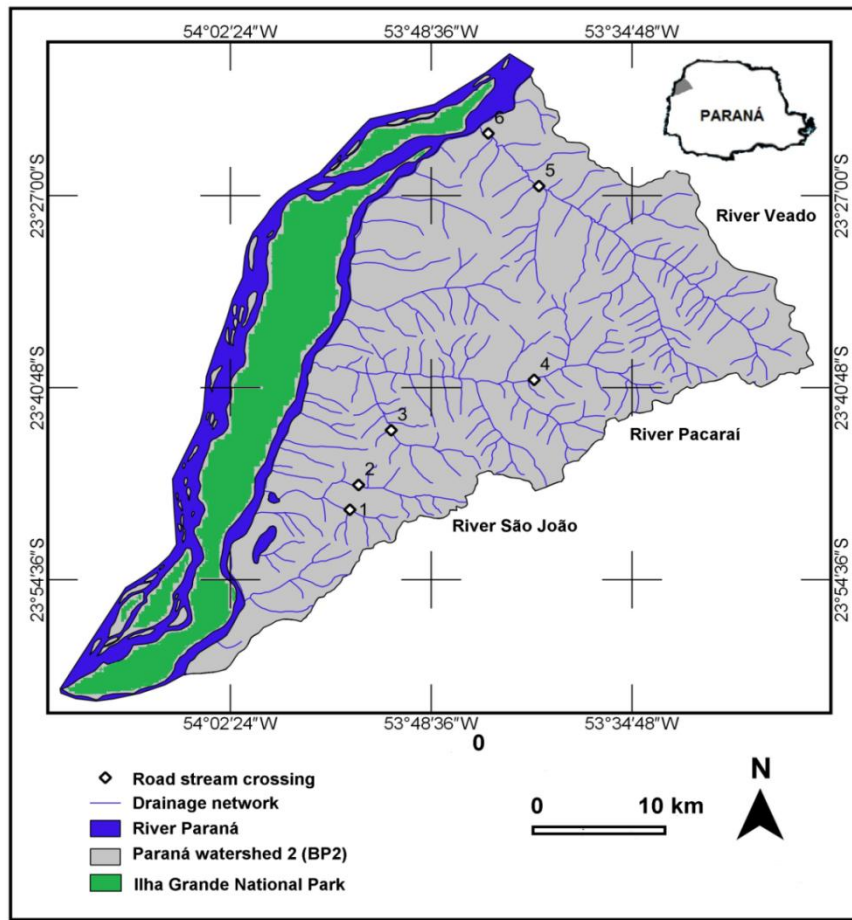 54°02'24"W 53°48'36"W 53°34'48"W
PARANÁ
6
5
23°27'00"S 23°27'00"S
River Veado
4
23°40'48"S 23°40'48"S
3
River Pacaraí
2
1
River São João
23°54'36"S 23°54'36"S
54°02'24"W 53°48'36"W 53°34'48"W
0
Road stream crossing
N
Drainage network
0 10 km
River Paraná
Paraná watershed 2 (BP2)
Ilha Grande National Park